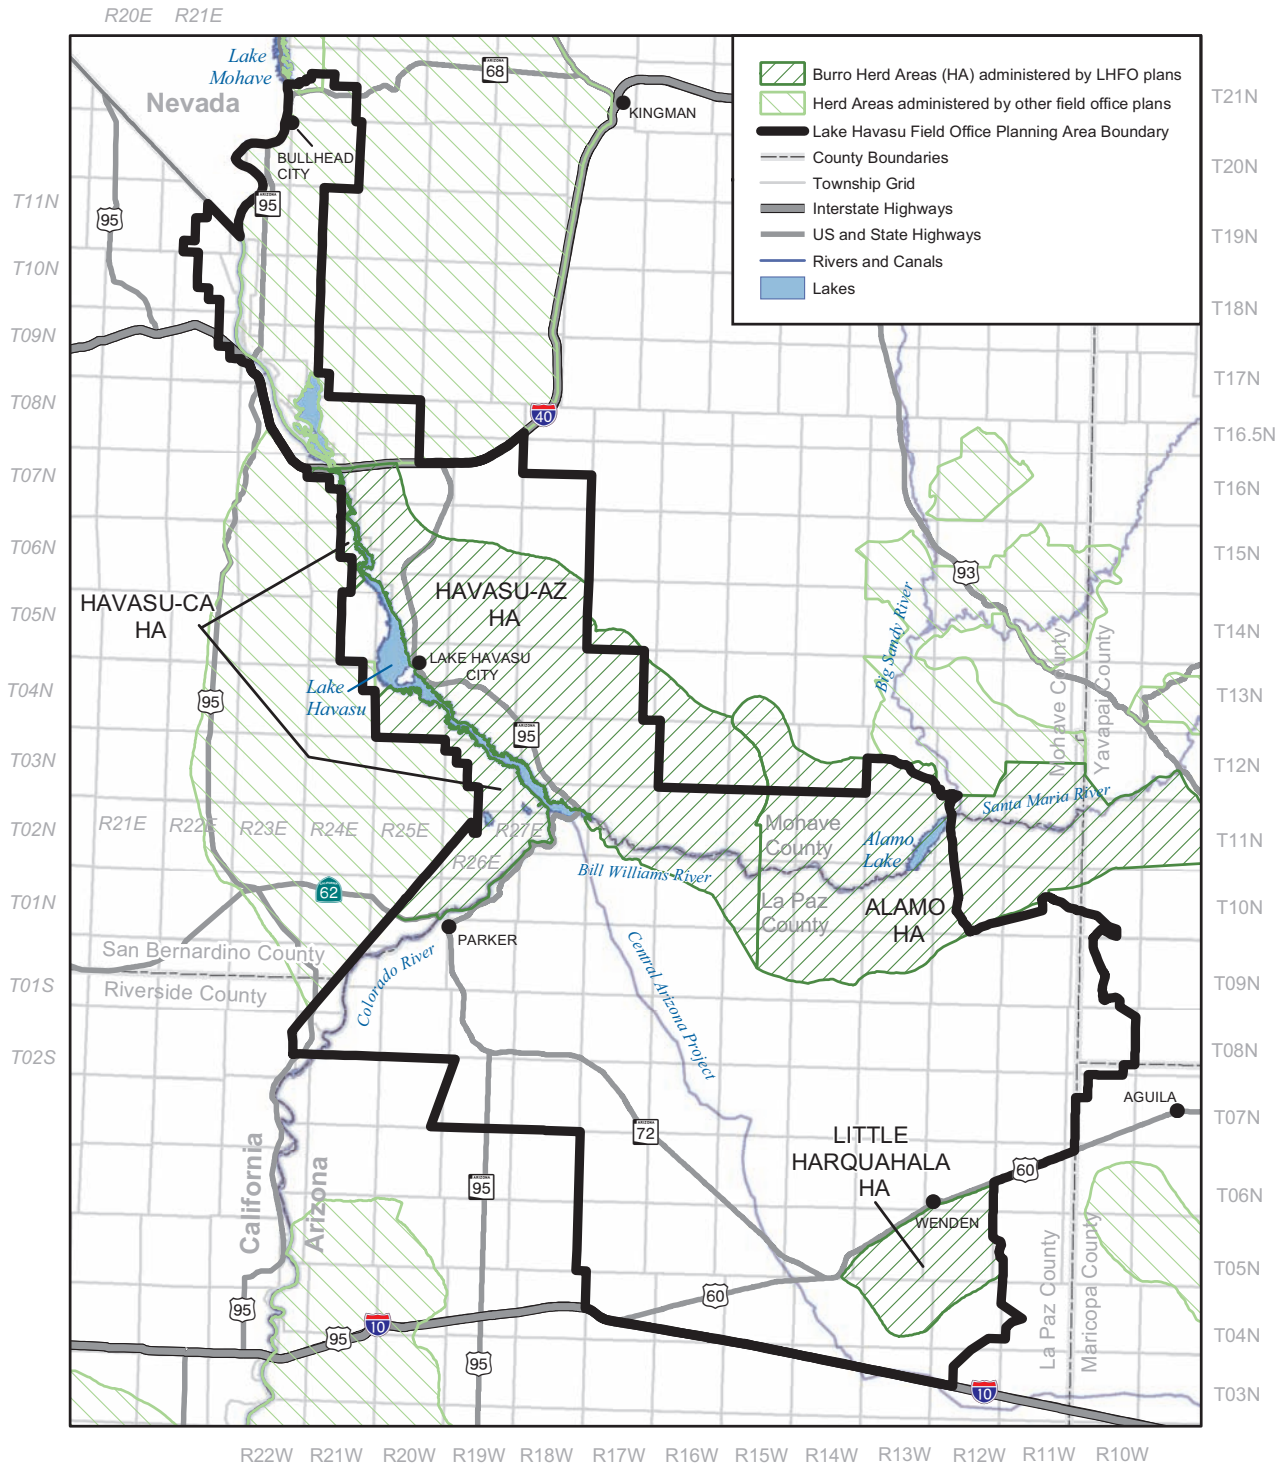 R20E R21E
Lake
Mohave
Nevada
68
KINGMAN
BULLHEAD
CITY
ARIZONA
95
95
Burro Herd Areas (HA) administered by LHFO plans
Herd Areas administered by other field office plans
Lake Havasu Field Office Planning Area Boundary
County Boundaries
Township Grid
Interstate Highways
US and State Highways
Rivers and Canals
Lakes
T21N
T20N
T19N
T18N
T17N
T16.5N
T16N
T15N
T14N
T13N
T12N
T11N
T10N
T09N
T08N
T07N
T06N
T05N
T04N
T03N
T11N
T10N
T09N
T08N
T07N
T06N
T05N
T04N
T03N
T02N
T01N
T01S
T02S
40
93
HAVASU-CA
HA
HAVASU-AZ
HA
LAKE HAVASU
CITY
Lake
Havasu
95
ARIZONA
95
Big Sandy River
Mohave County
Yavapai County
Santa Maria River
R21E R22E R23E R24E R25E R27E
R26E
Mohave
County
Alamo
Lake
Bill Williams River
La Paz
County
ALAMO
HA
62
PARKER
San Bernardino County
Riverside County
Colorado River
Central Arizona Project
ARIZONA
72
AGUILA
LITTLE
HARQUAHALA
HA
60
WENDEN
California
Arizona
ARIZONA
95
La Paz County
Maricopa County
60
95
10
95
95
10
R22W R21W R20W R19W R18W R17W R16W R15W R14W R13W R12W R11W R10W